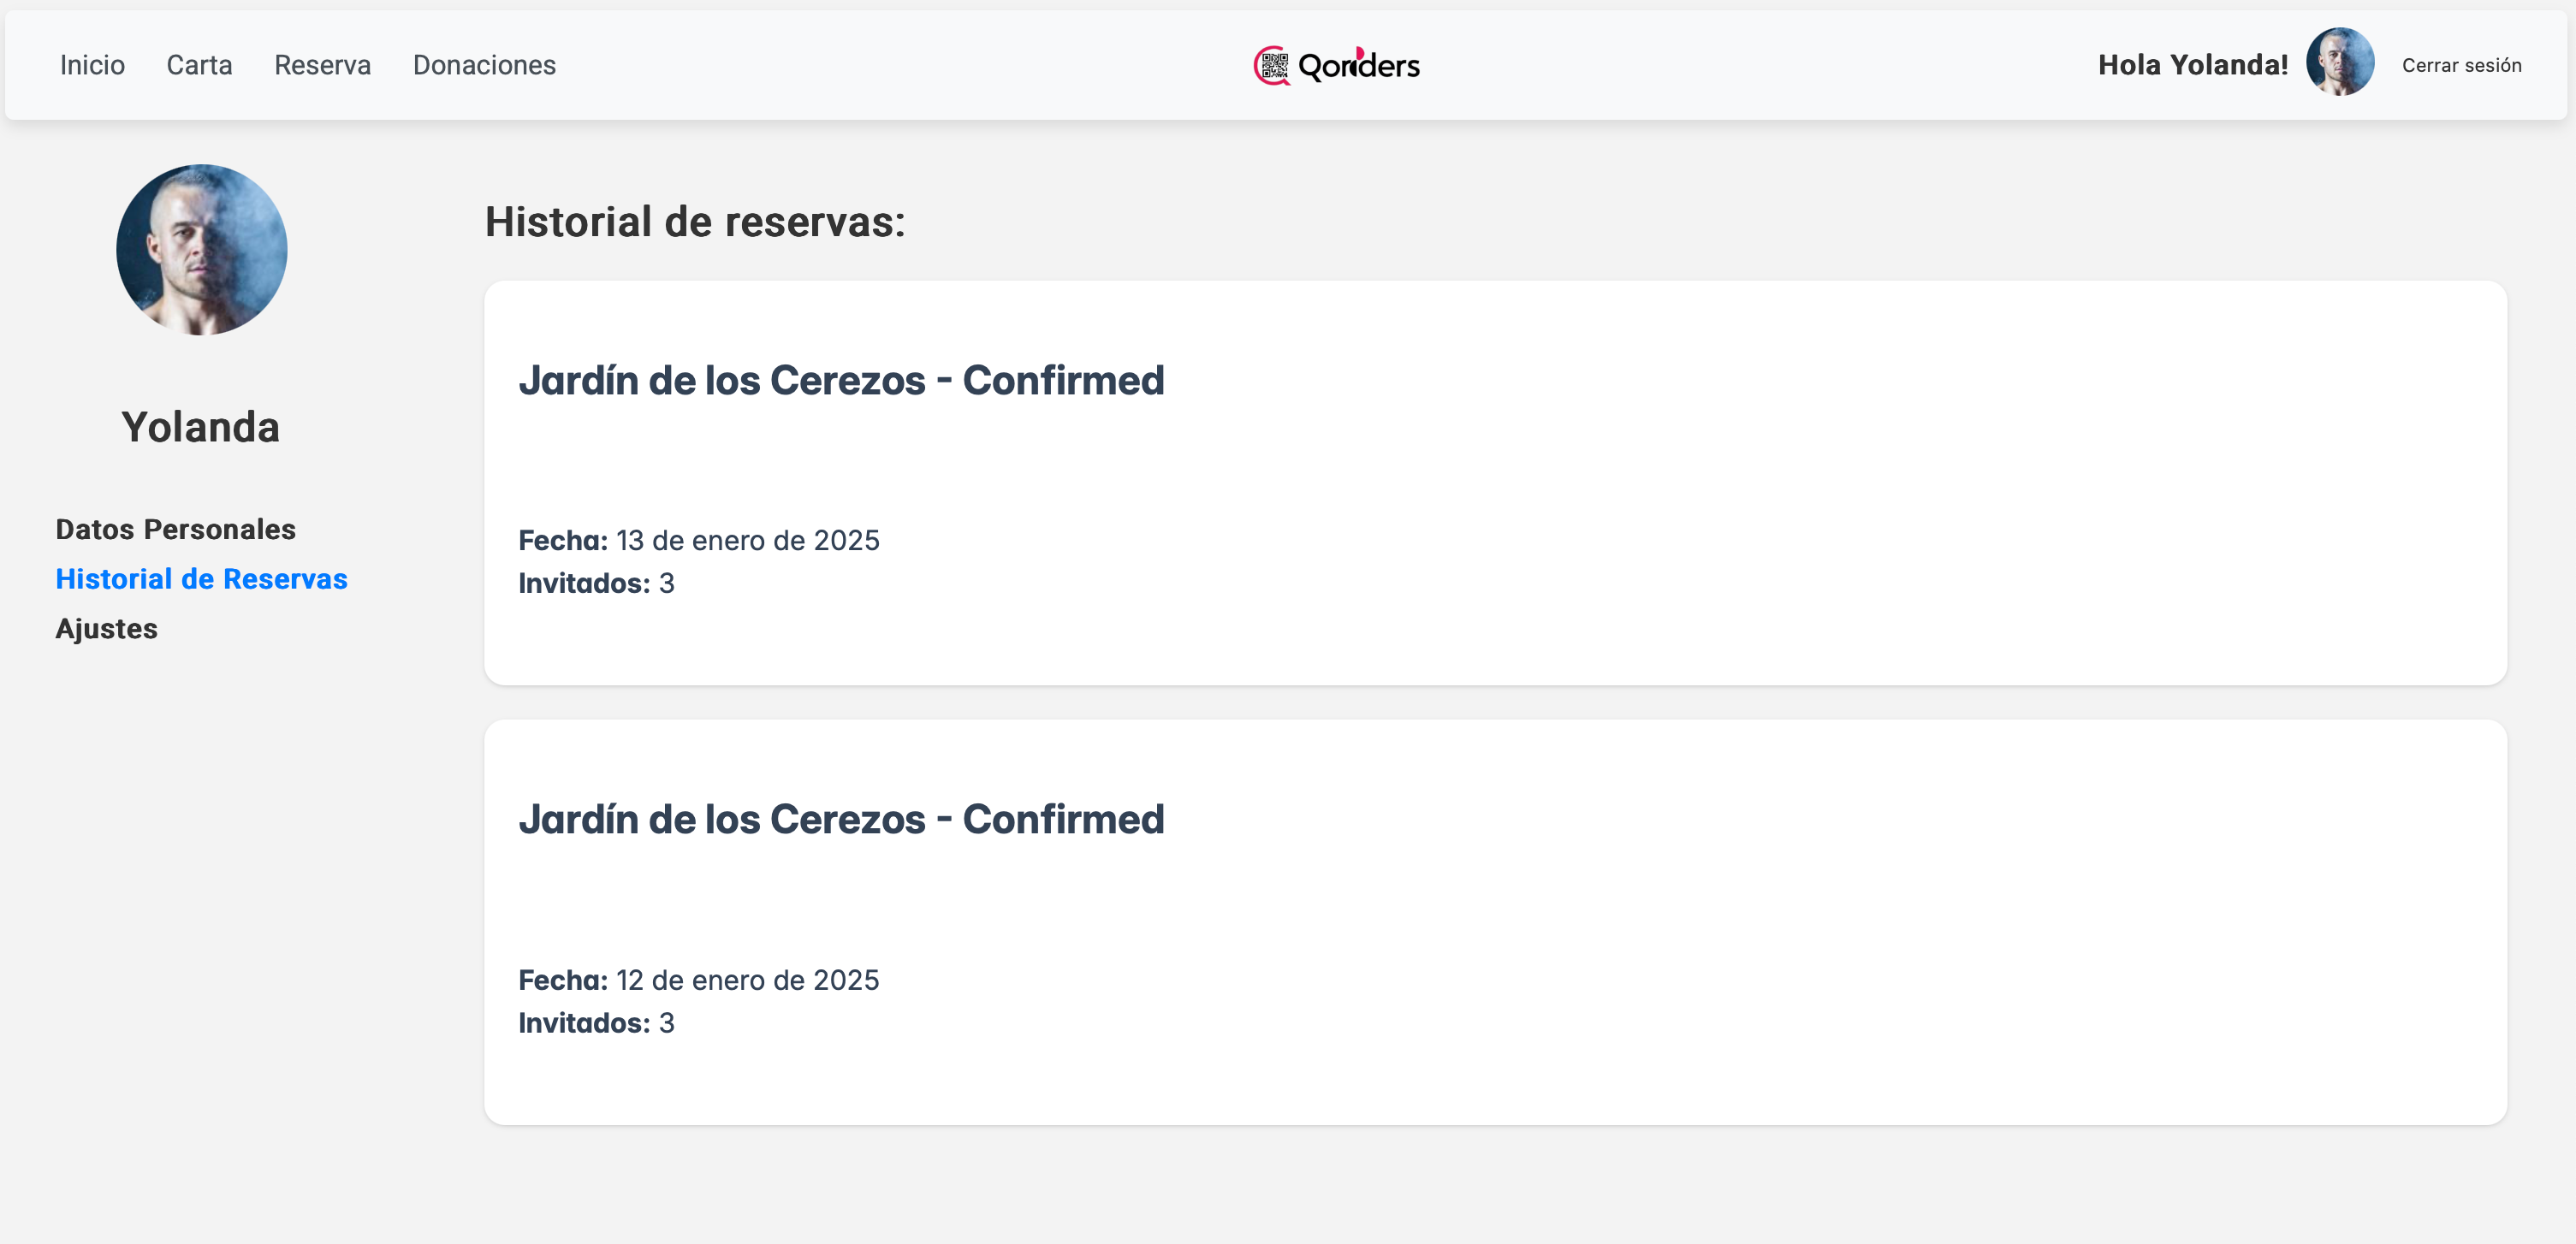 Inicio Carta Reserva Donaciones Qorders Hola Yolanda! Cerrar sesión
Yolanda
Datos Personales
Historial de Reservas
Ajustes
Historial de reservas:
Jardín de los Cerezos - Confirmed
Fecha: 13 de enero de 2025
Invitados: 3
Jardín de los Cerezos - Confirmed
Fecha: 12 de enero de 2025
Invitados: 3